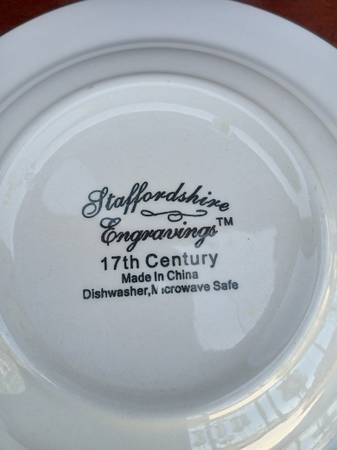 Staffordshire
Engravings™
17th Century
Made In China
Dishwasher,Microwave Safe